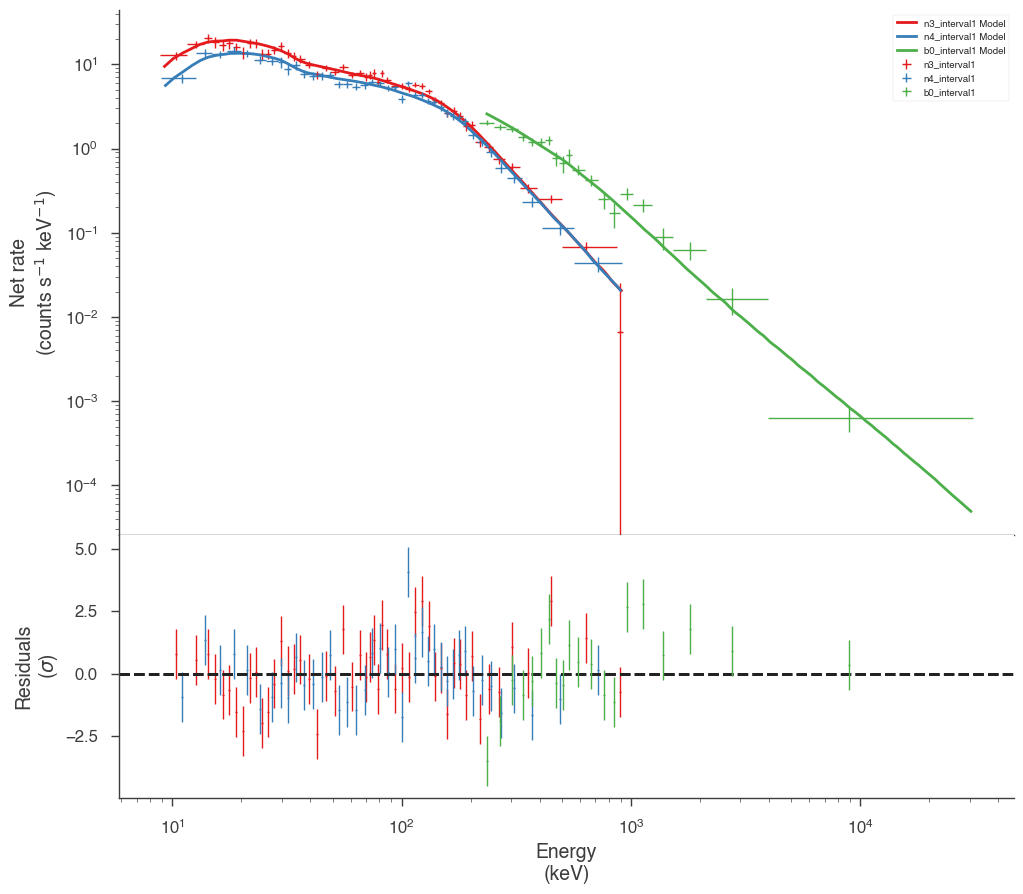 n3_interval1 Model
n4_interval1 Model
b0_interval1 Model
n3_interval1
n4_interval1
b0_interval1
Net rate
(counts s⁻¹ keV⁻¹)
10¹
10⁰
10⁻¹
10⁻²
10⁻³
10⁻⁴
Residuals
(σ)
5.0
2.5
0.0
−2.5
10¹ 10² 10³ 10⁴
Energy
(keV)